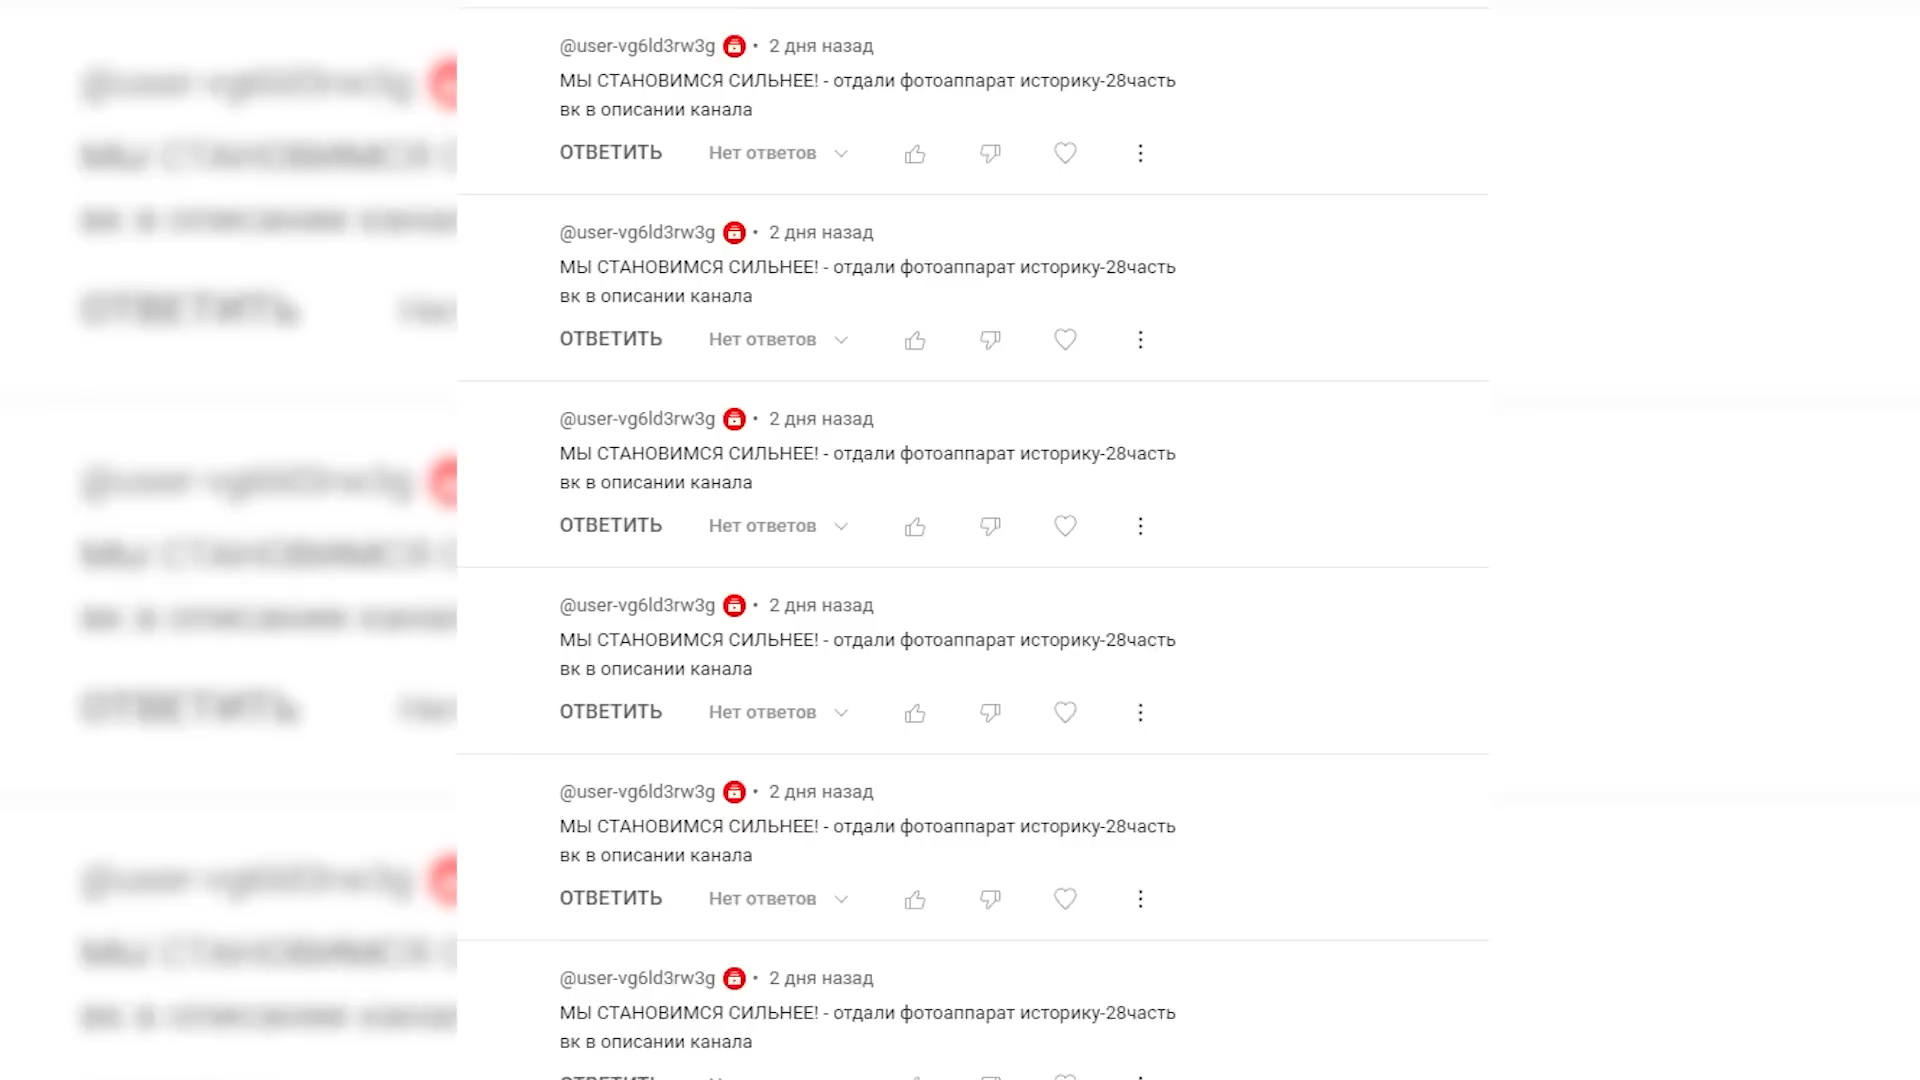 @user-vg6ld3rw3g • 2 дня назад
МЫ СТАНОВИМСЯ СИЛЬНЕЕ! - отдали фотоаппарат историку-28часть
вк в описании канала
ОТВЕТИТЬ Нет ответов
@user-vg6ld3rw3g • 2 дня назад
МЫ СТАНОВИМСЯ СИЛЬНЕЕ! - отдали фотоаппарат историку-28часть
вк в описании канала
ОТВЕТИТЬ Нет ответов
@user-vg6ld3rw3g • 2 дня назад
МЫ СТАНОВИМСЯ СИЛЬНЕЕ! - отдали фотоаппарат историку-28часть
вк в описании канала
ОТВЕТИТЬ Нет ответов
@user-vg6ld3rw3g • 2 дня назад
МЫ СТАНОВИМСЯ СИЛЬНЕЕ! - отдали фотоаппарат историку-28часть
вк в описании канала
ОТВЕТИТЬ Нет ответов
@user-vg6ld3rw3g • 2 дня назад
МЫ СТАНОВИМСЯ СИЛЬНЕЕ! - отдали фотоаппарат историку-28часть
вк в описании канала
ОТВЕТИТЬ Нет ответов
@user-vg6ld3rw3g • 2 дня назад
МЫ СТАНОВИМСЯ СИЛЬНЕЕ! - отдали фотоаппарат историку-28часть
вк в описании канала